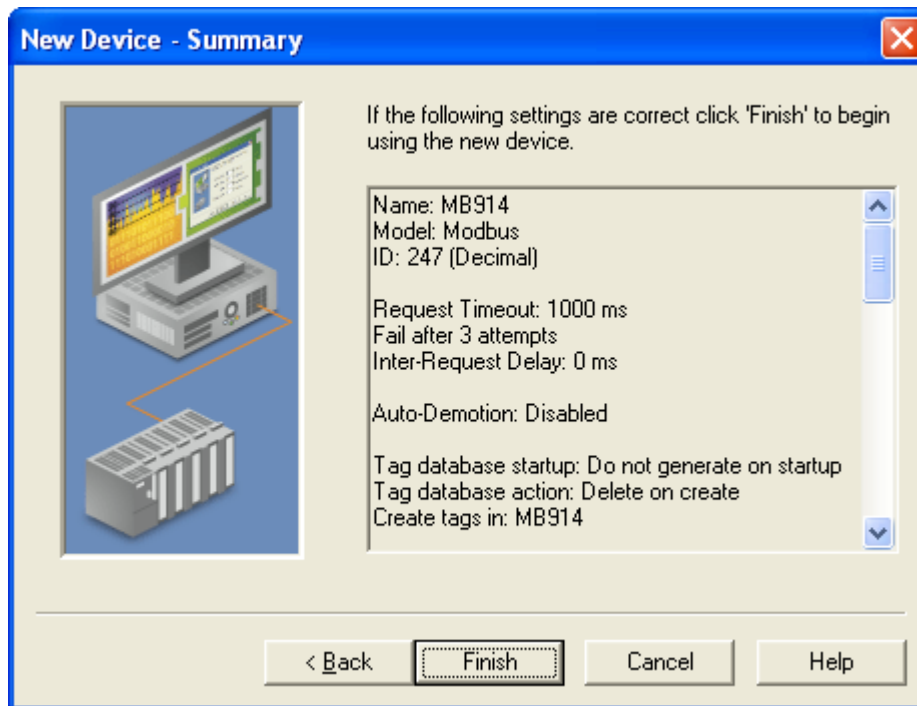 New Device - Summary
If the following settings are correct click 'Finish' to begin
using the new device.
Name: MB914
Model: Modbus
ID: 247 (Decimal)
Request Timeout: 1000 ms
Fail after 3 attempts
Inter-Request Delay: 0 ms
Auto-Demotion: Disabled
Tag database startup: Do not generate on startup
Tag database action: Delete on create
Create tags in: MB914
< Back
Finish
Cancel
Help